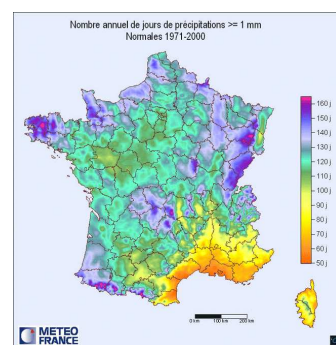 Nombre annuel de jours de précipitations >= 1 mm
Normales 1971-2000
160 j
150 j
140 j
130 j
120 j
110 j
100 j
90 j
80 j
70 j
60 j
50 j
0 km 100 km 200 km
METEO
FRANCE